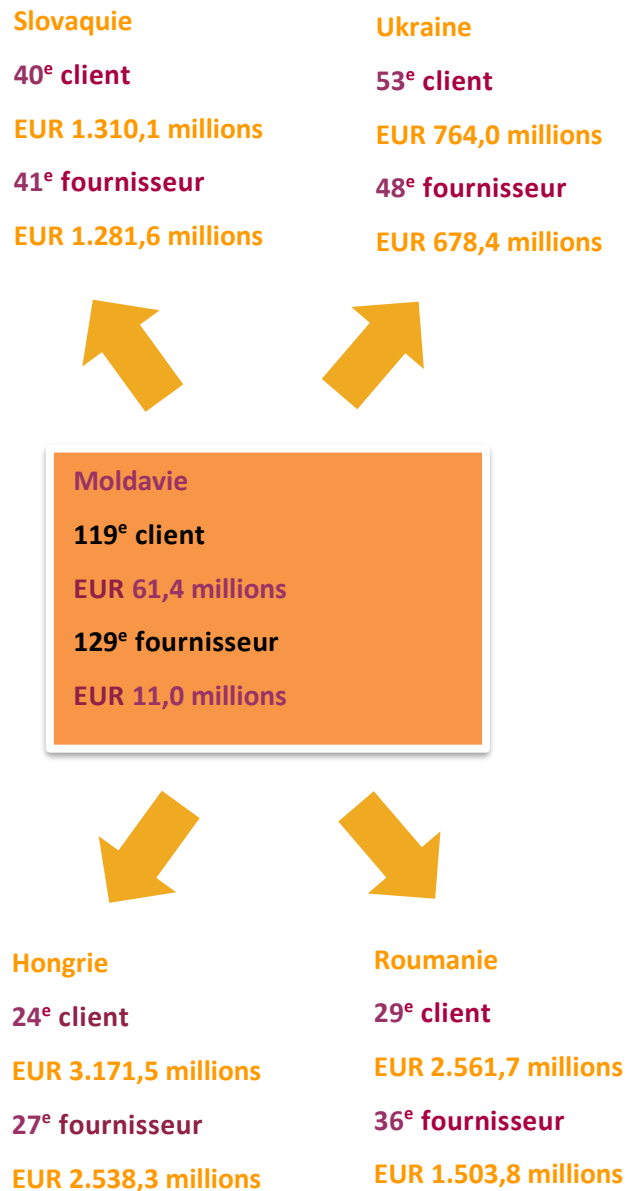 Slovaquie
40e client
EUR 1.310,1 millions
41e fournisseur
EUR 1.281,6 millions
Ukraine
53e client
EUR 764,0 millions
48e fournisseur
EUR 678,4 millions
Moldavie
119e client
EUR 61,4 millions
129e fournisseur
EUR 11,0 millions
Hongrie
24e client
EUR 3.171,5 millions
27e fournisseur
EUR 2.538,3 millions
Roumanie
29e client
EUR 2.561,7 millions
36e fournisseur
EUR 1.503,8 millions